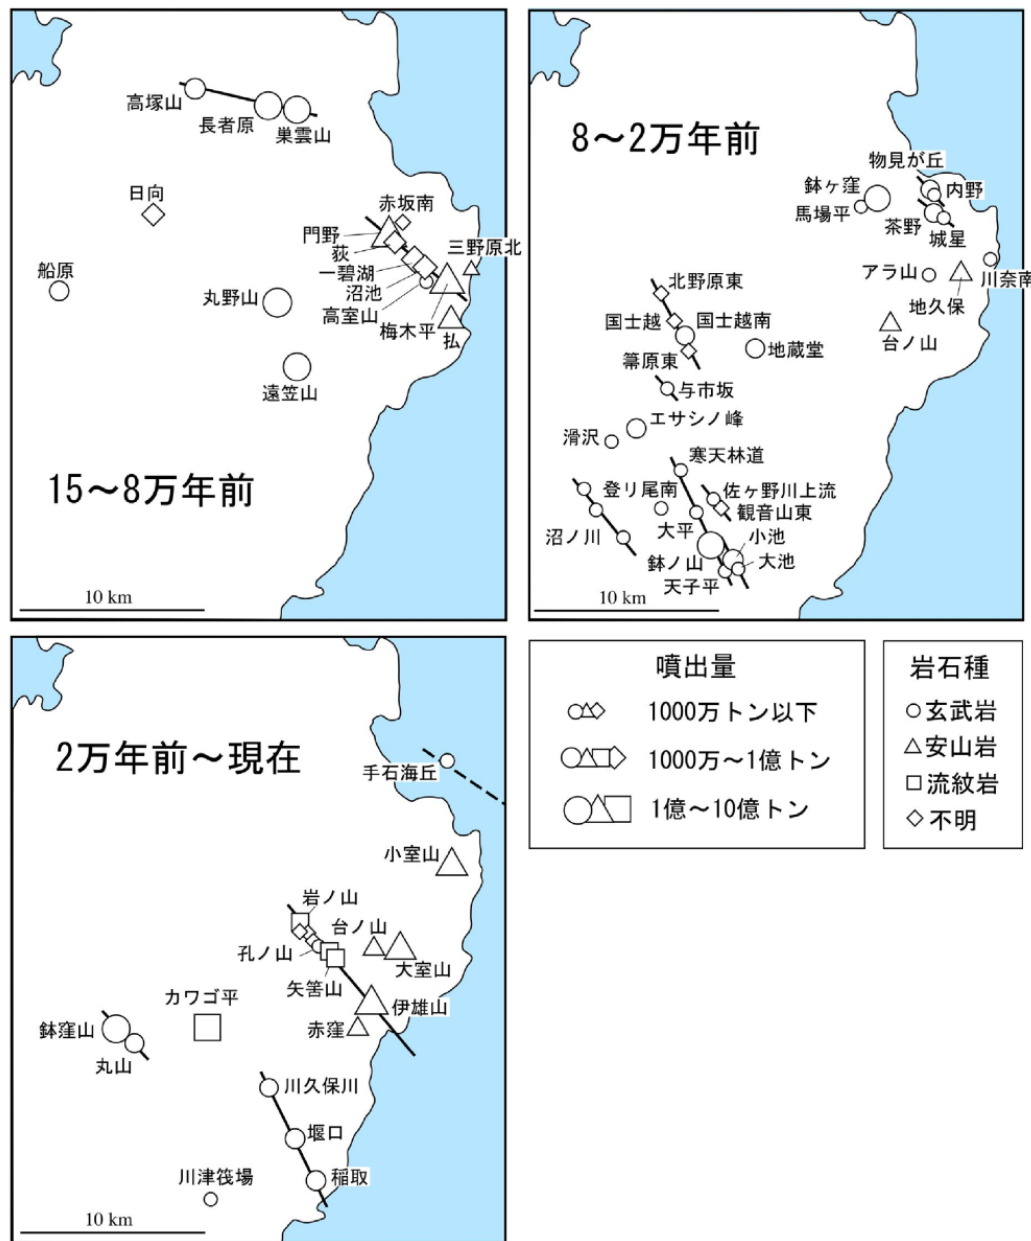 高塚山
長者原
巣雲山
日向
赤坂南
門野
荻
三野原北
一碧湖
沼池
船原
丸野山
高室山
梅木平
払
遠笠山
15～8万年前
10 km
8～2万年前
物見が丘
鉢ヶ窪
内野
馬場平
茶野
城星
アラ山
川奈南
地久保
北野原東
国士越
国士越南
台ノ山
地蔵堂
箒原東
与市坂
エサシノ峰
滑沢
寒天林道
登リ尾南
佐ヶ野川上流
観音山東
大平
沼ノ川
小池
鉢ノ山
大池
天子平
10 km
2万年前～現在
手石海丘
小室山
岩ノ山
台ノ山
孔ノ山
大室山
矢筈山
カワゴ平
伊雄山
鉢窪山
赤窪
丸山
川久保川
堰口
川津筏場
稲取
10 km
噴出量
1000万トン以下
1000万～1億トン
1億～10億トン
岩石種
玄武岩
安山岩
流紋岩
不明